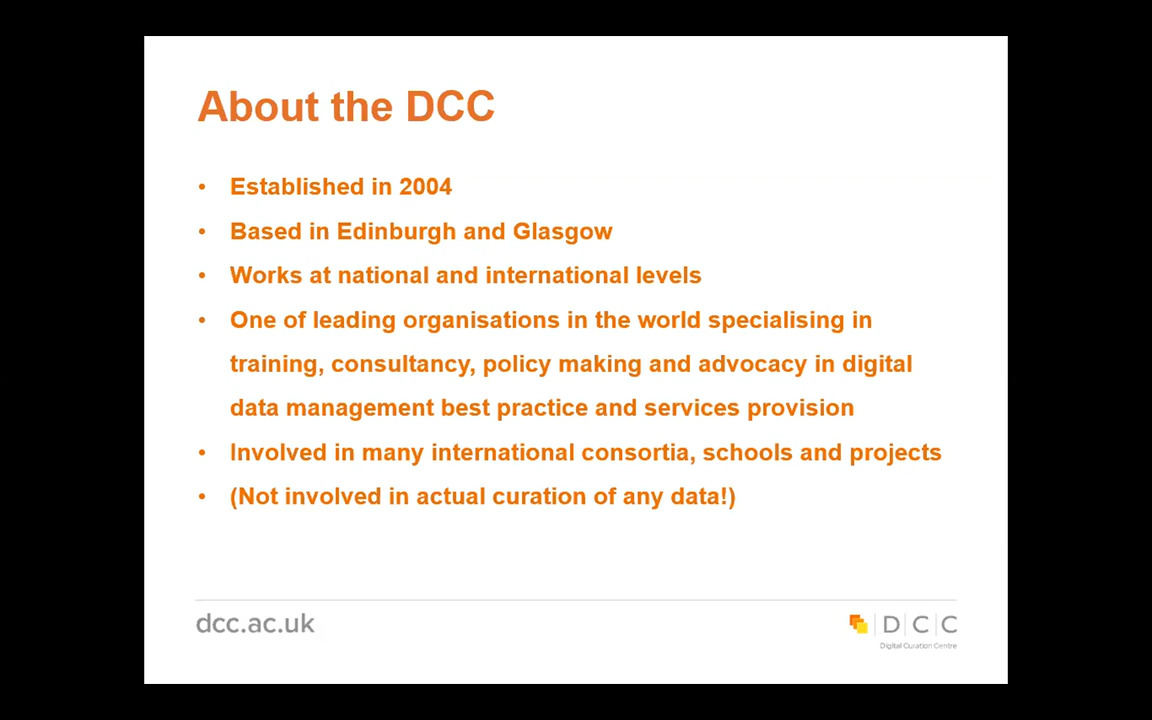 About the DCC
• Established in 2004
• Based in Edinburgh and Glasgow
• Works at national and international levels
• One of leading organisations in the world specialising in
training, consultancy, policy making and advocacy in digital
data management best practice and services provision
• Involved in many international consortia, schools and projects
• (Not involved in actual curation of any data!)
dcc.ac.uk
D|C|C
Digital Curation Centre